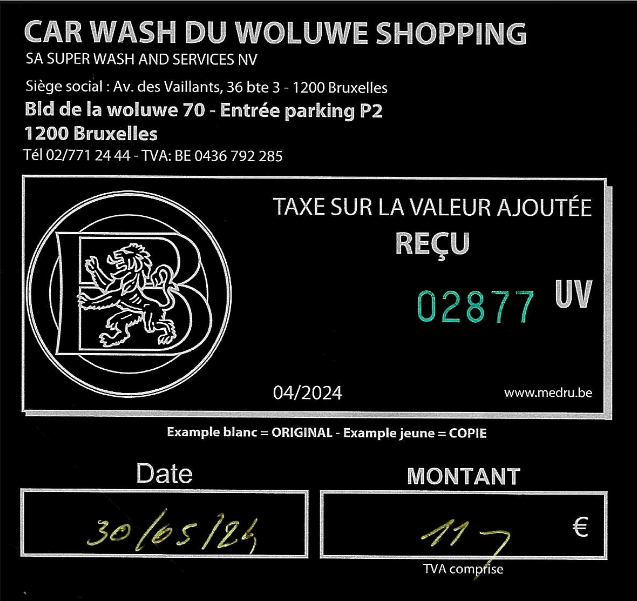 CAR WASH DU WOLUWE SHOPPING
SA SUPER WASH AND SERVICES NV
Siège social : Av. des Vaillants, 36 bte 3 - 1200 Bruxelles
Bld de la woluwe 70 - Entrée parking P2
1200 Bruxelles
Tél 02/771 24 44 - TVA: BE 0436 792 285
TAXE SUR LA VALEUR AJOUTÉE
REÇU
02877 UV
B
04/2024 www.medru.be
Example blanc = ORIGINAL - Example jeune = COPIE
Date MONTANT
30/05/24 11 €
TVA comprise